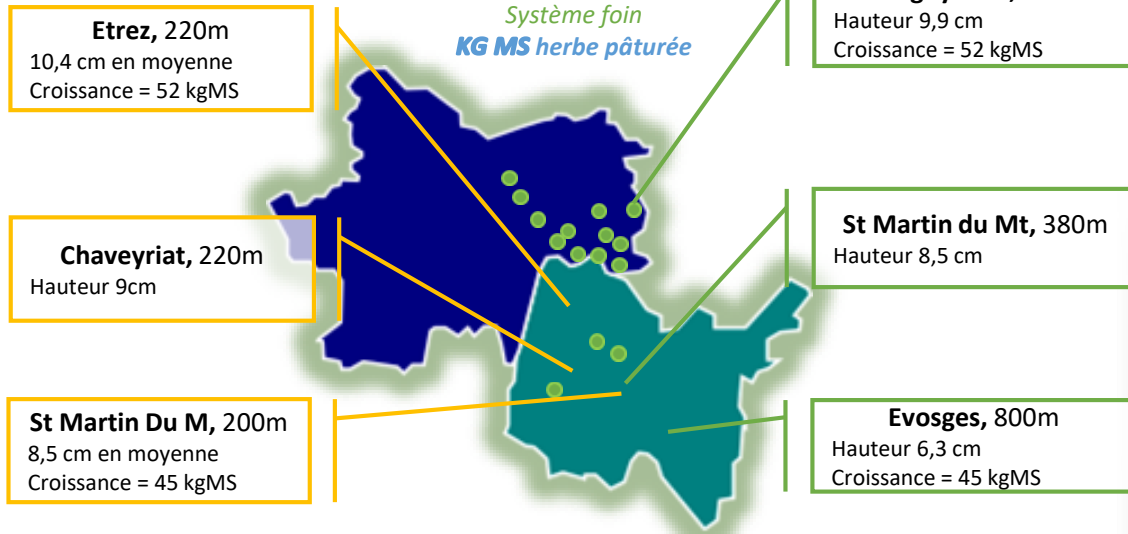 Système foin
KG MS herbe pâturée
Etrez, 220m
10,4 cm en moyenne
Croissance = 52 kgMS
Hauteur 9,9 cm
Croissance = 52 kgMS
Chaveyriat, 220m
Hauteur 9cm
St Martin du Mt, 380m
Hauteur 8,5 cm
St Martin Du M, 200m
8,5 cm en moyenne
Croissance = 45 kgMS
Evosges, 800m
Hauteur 6,3 cm
Croissance = 45 kgMS